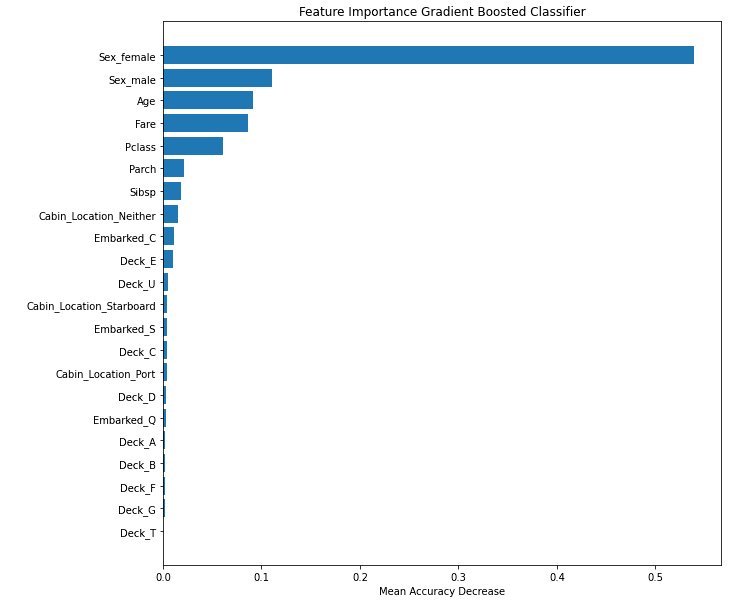 Feature Importance Gradient Boosted Classifier
Sex_female
Sex_male
Age
Fare
Pclass
Parch
Sibsp
Cabin_Location_Neither
Embarked_C
Deck_E
Deck_U
Cabin_Location_Starboard
Embarked_S
Deck_C
Cabin_Location_Port
Deck_D
Embarked_Q
Deck_A
Deck_B
Deck_F
Deck_G
Deck_T
0.0 0.1 0.2 0.3 0.4 0.5
Mean Accuracy Decrease